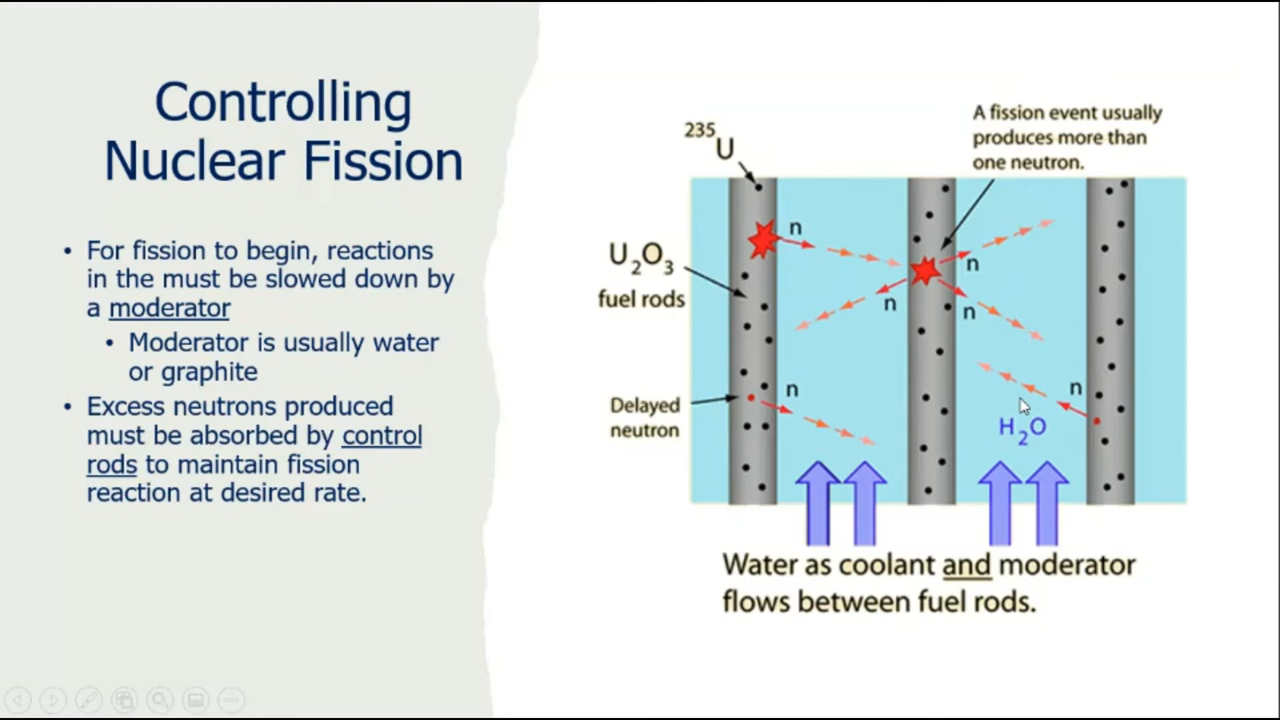 Controlling
Nuclear Fission
• For fission to begin, reactions
in the must be slowed down by
a moderator
• Moderator is usually water
or graphite
• Excess neutrons produced
must be absorbed by control
rods to maintain fission
reaction at desired rate.
A fission event usually
produces more than
one neutron.
²³⁵U
n
n
n
n
U₂O₃
fuel rods
n
n
Delayed
neutron
H₂O
Water as coolant and moderator
flows between fuel rods.